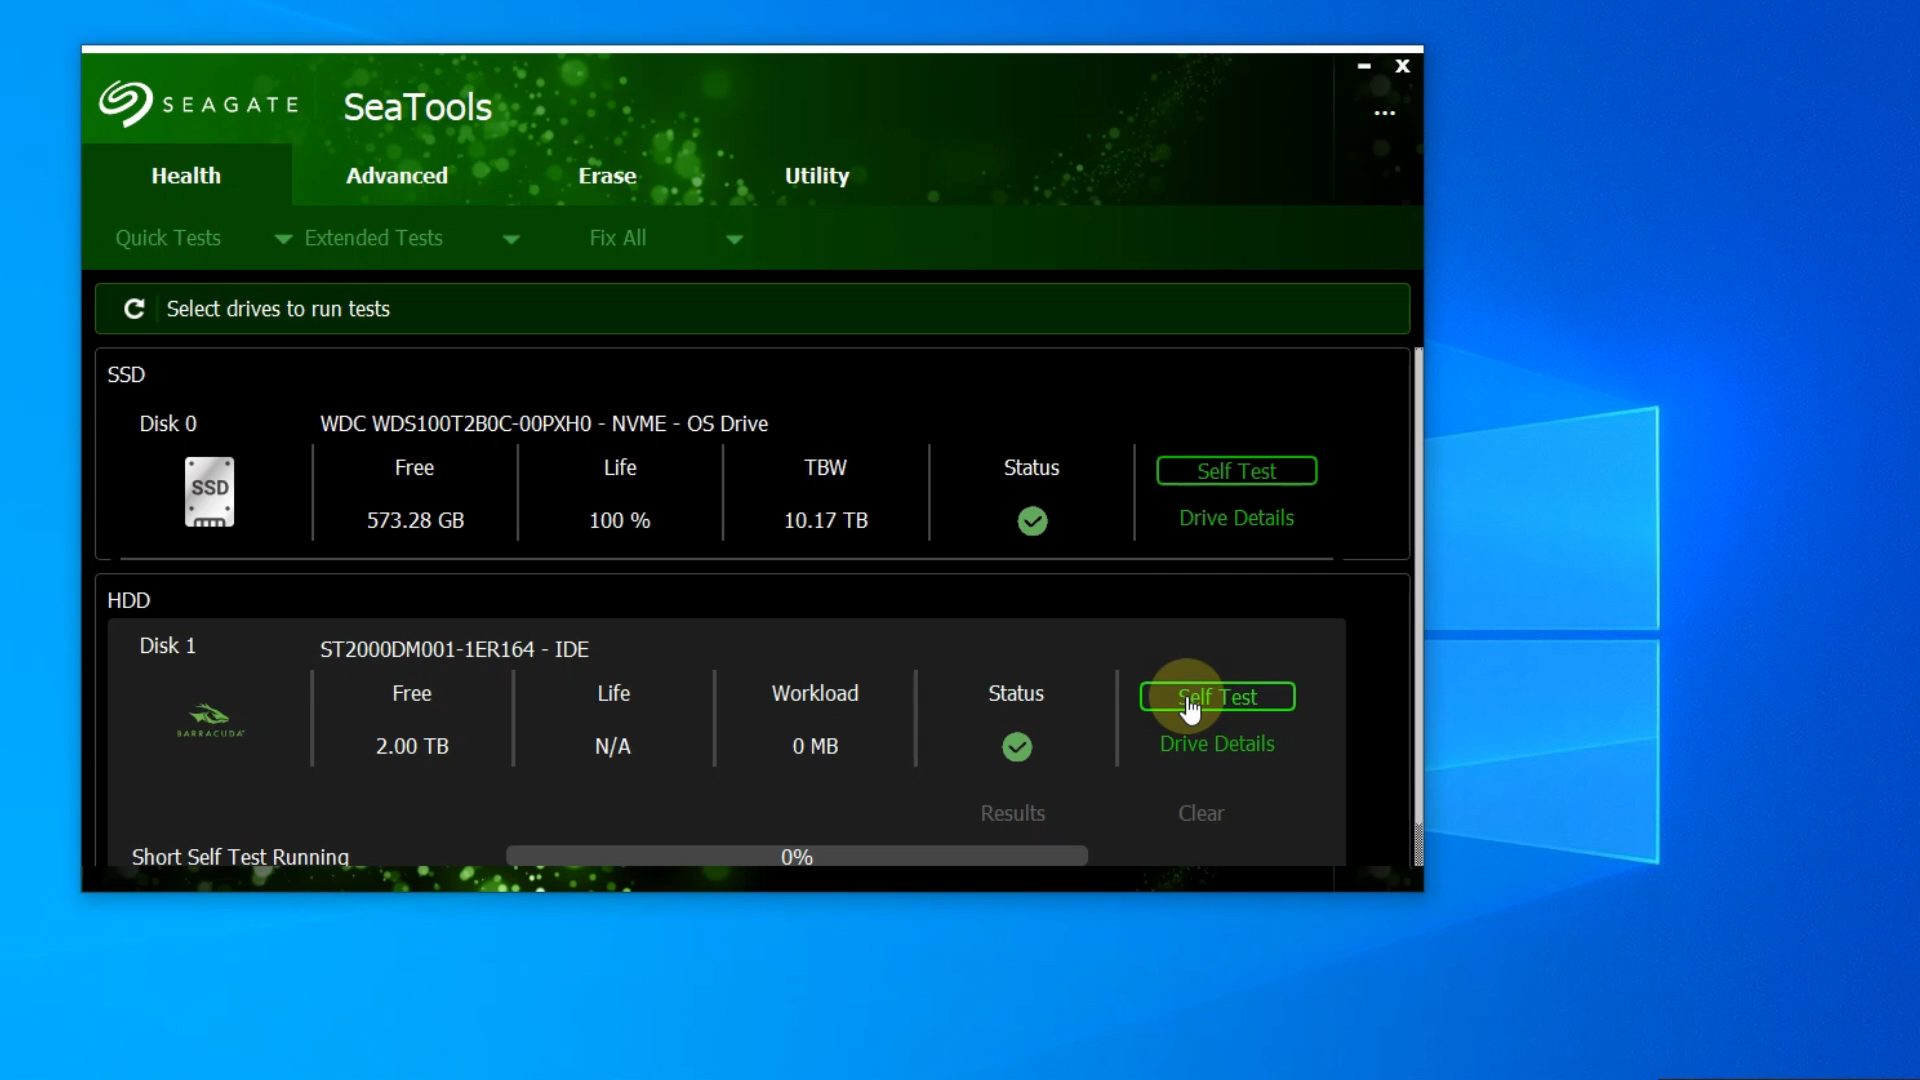 SEAGATE SeaTools
Health Advanced Erase Utility
Quick Tests Extended Tests Fix All
Select drives to run tests
SSD
Disk 0 WDC WDS100T2B0C-00PXH0 - NVME - OS Drive
Free Life TBW Status Self Test
SSD
573.28 GB 100 % 10.17 TB Drive Details
HDD
Disk 1 ST2000DM001-1ER164 - IDE
Free Life Workload Status Self Test
BARRACUDA
2.00 TB N/A 0 MB Drive Details
Results Clear
Short Self Test Running 0%